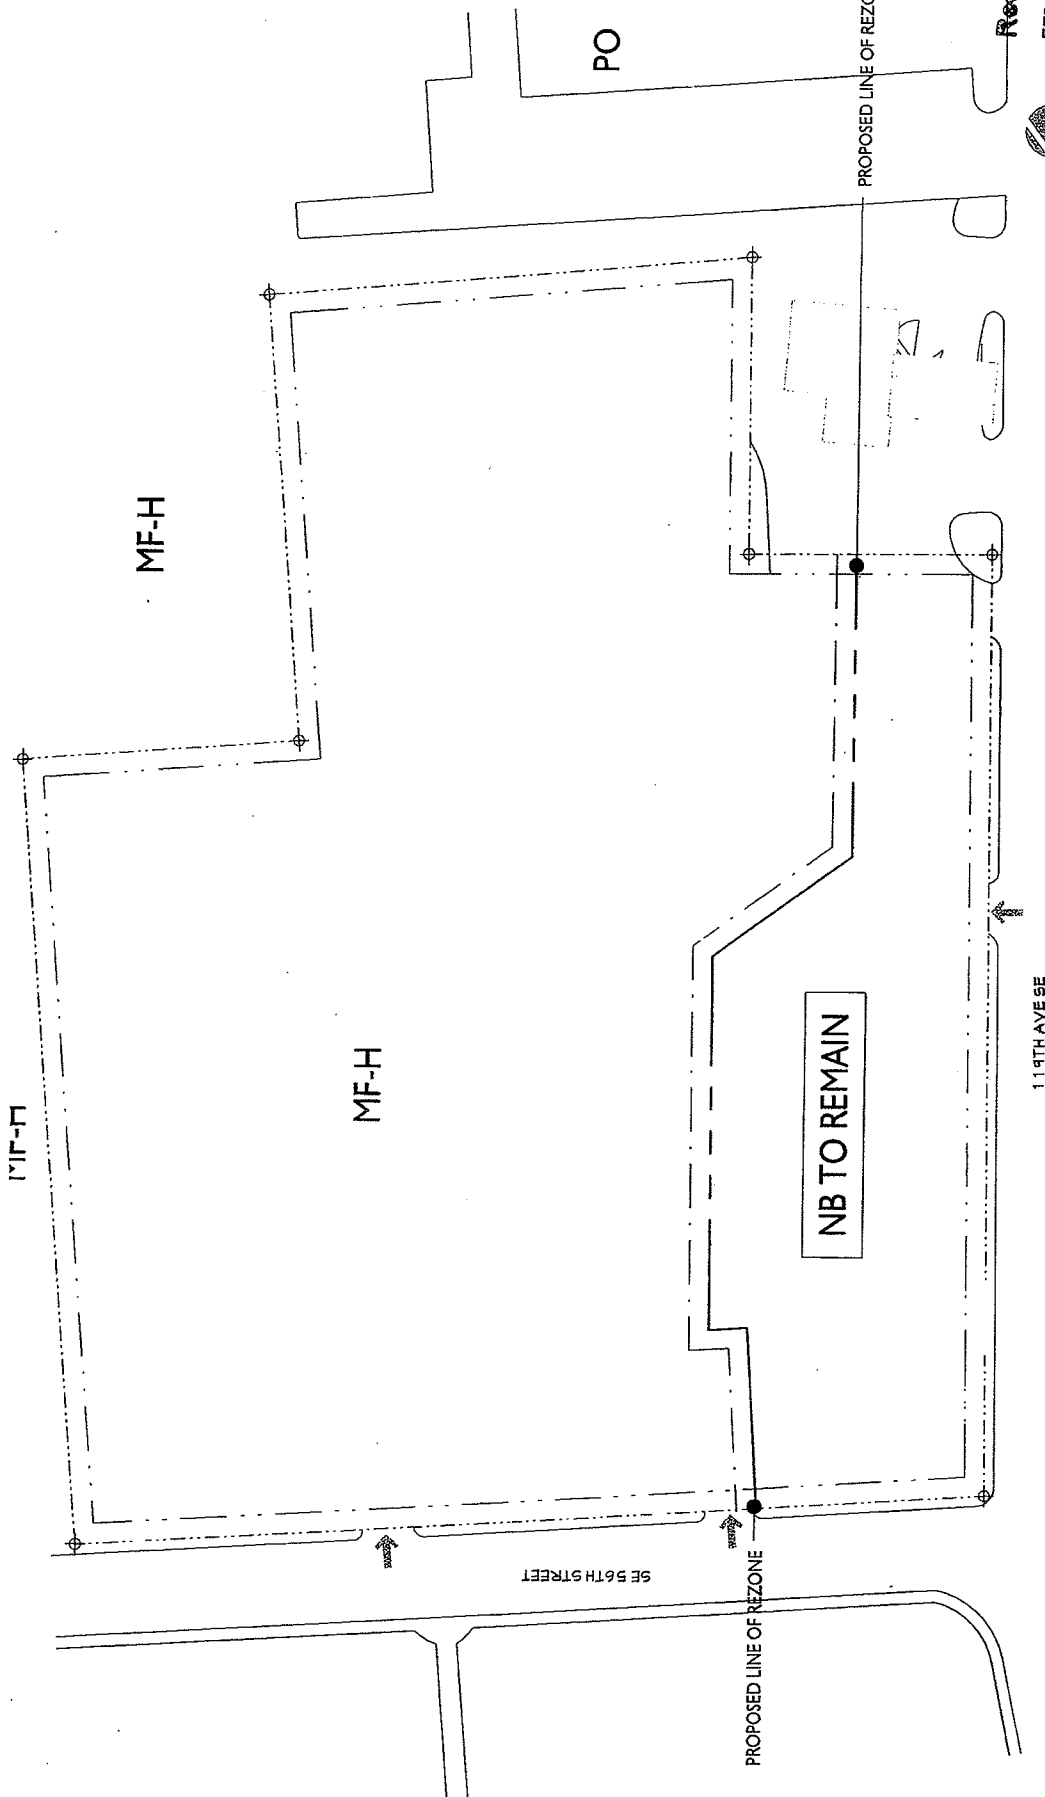 MF-H
MF-H
MF-H
PO
PROPOSED LINE OF
NB TO REMAIN
PROPOSED LINE OF REZONE
SE 56TH STREET
119TH AVE SE